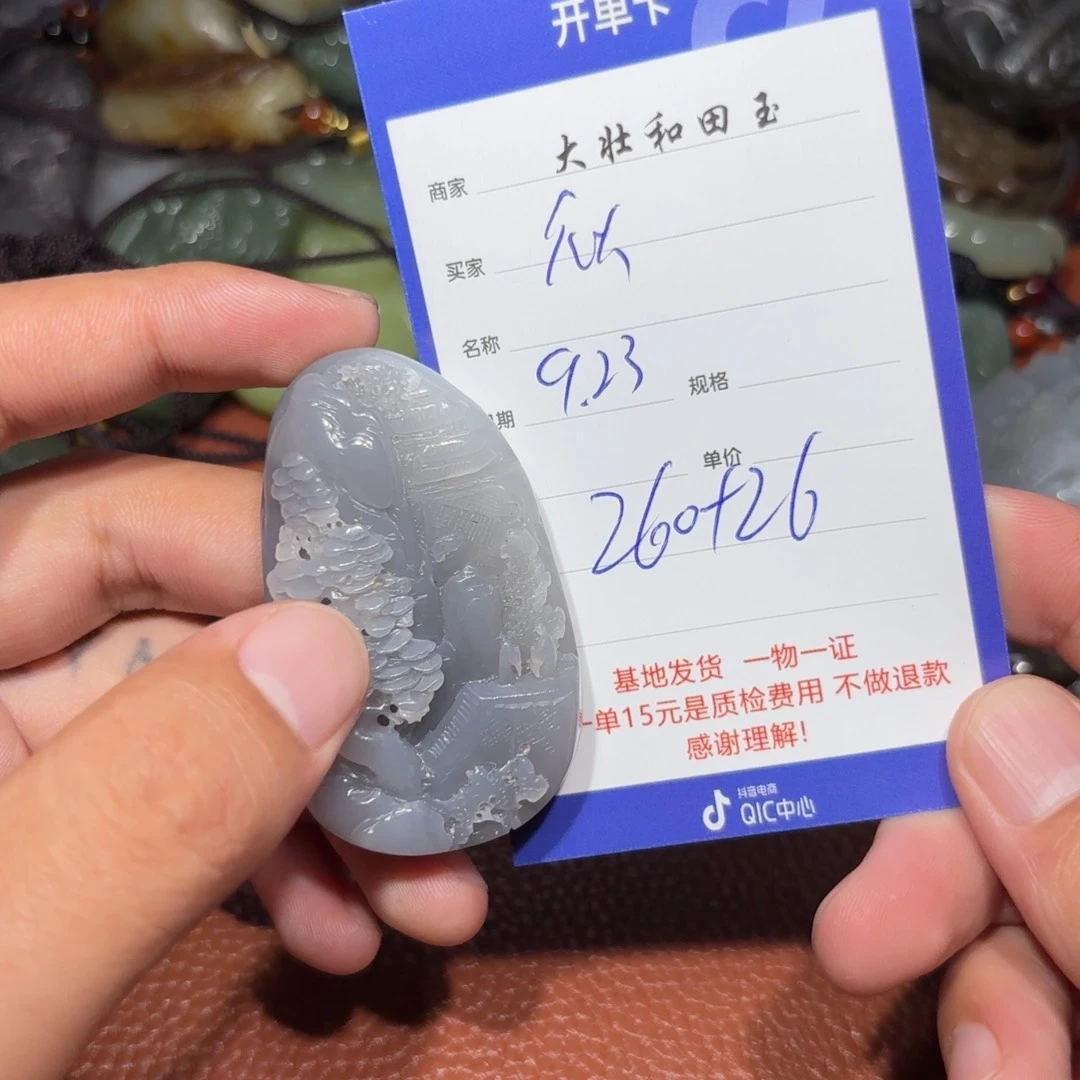 开单卡
商家 大壮和田玉
买家
名称
期 9.23 规格
单价
260+26
基地发货 一物一证
单15元是质检费用 不做退款
感谢理解!
抖音电商
QIC中心